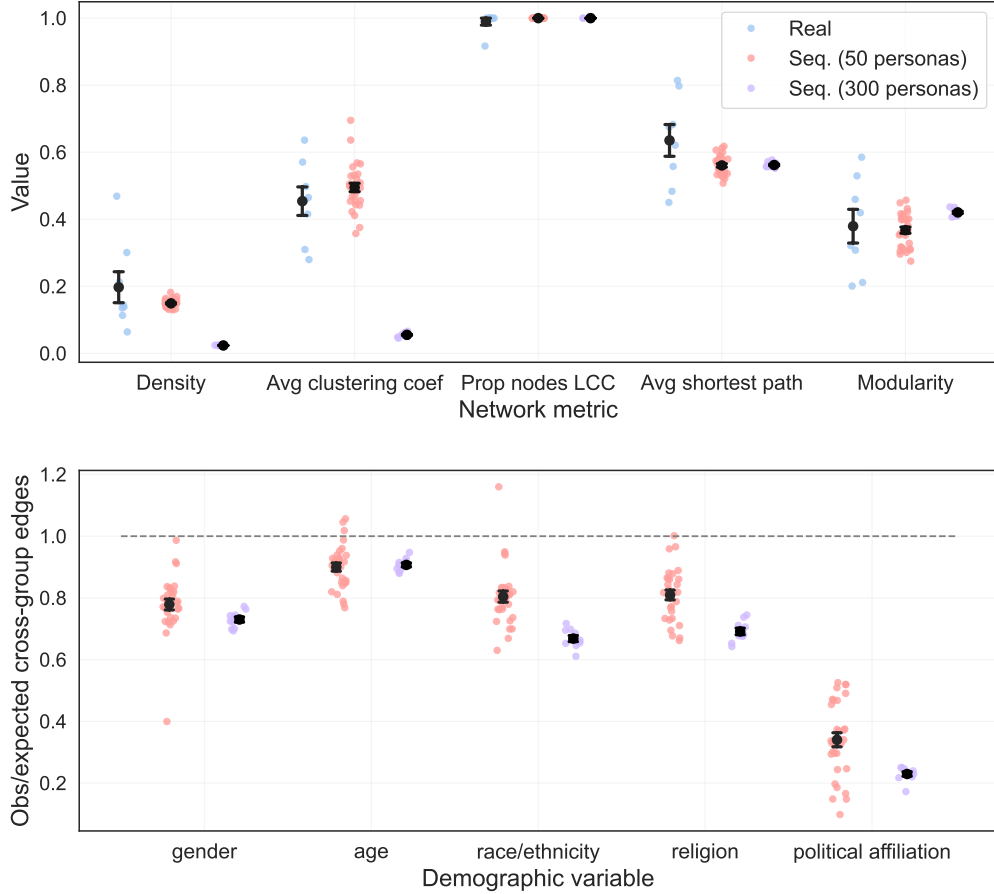 1.0
0.8
0.6
0.4
0.2
0.0
Value
Real
Seq. (50 personas)
Seq. (300 personas)
Density
Avg clustering coef
Prop nodes LCC
Avg shortest path
Modularity
Network metric
1.2
1.0
0.8
0.6
0.4
0.2
Obs/expected cross-group edges
gender
age
race/ethnicity
religion
political affiliation
Demographic variable